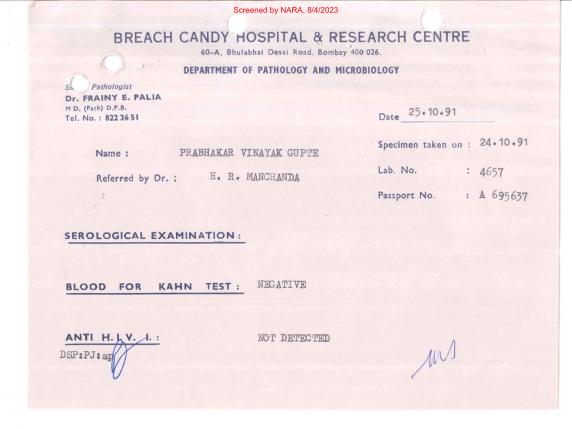 Screened by NARA, 8/4/2023
BREACH CANDY HOSPITAL & RESEARCH CENTRE
60-A, Bhulabhai Desai Road, Bombay 400 026.
DEPARTMENT OF PATHOLOGY AND MICROBIOLOGY
Pathologist
Dr. FRAINY E. PALIA
M D, (Path) D.P.B.
Tel. No. : 822 36 51
Date 25.10.91
Specimen taken on : 24.10.91
Name : PRABHAKAR VINAYAK GUPTE
Lab. No. : 4657
Referred by Dr. : H. R. MANCHANDA
Passport No. : A 695637
SEROLOGICAL EXAMINATION :
BLOOD FOR KAHN TEST : NEGATIVE
ANTI H. I. V. I. : NOT DETECTED
DSP:PJ:ap